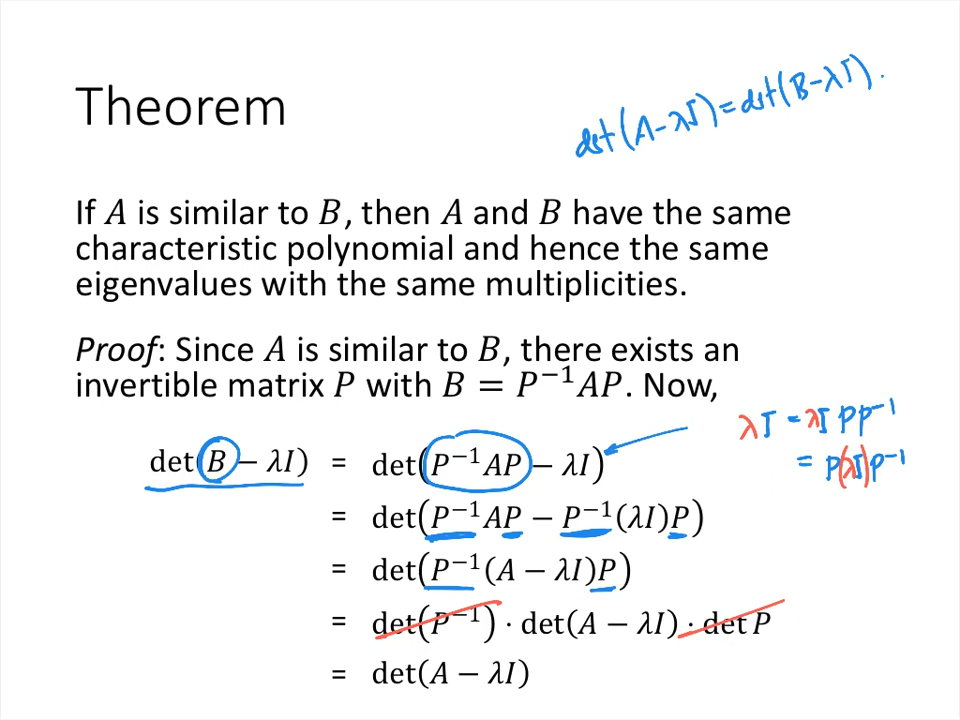 Theorem
det(A-λI)=det(B-λI).
If A is similar to B, then A and B have the same
characteristic polynomial and hence the same
eigenvalues with the same multiplicities.
Proof: Since A is similar to B, there exists an
invertible matrix P with B = P⁻¹AP. Now,
λI = λI PP⁻¹
= P(λI)P⁻¹
det(B − λI) = det(P⁻¹AP − λI)
= det(P⁻¹AP − P⁻¹(λI)P)
= det(P⁻¹(A − λI)P)
= det(P⁻¹) · det(A − λI) · det P
= det(A − λI)